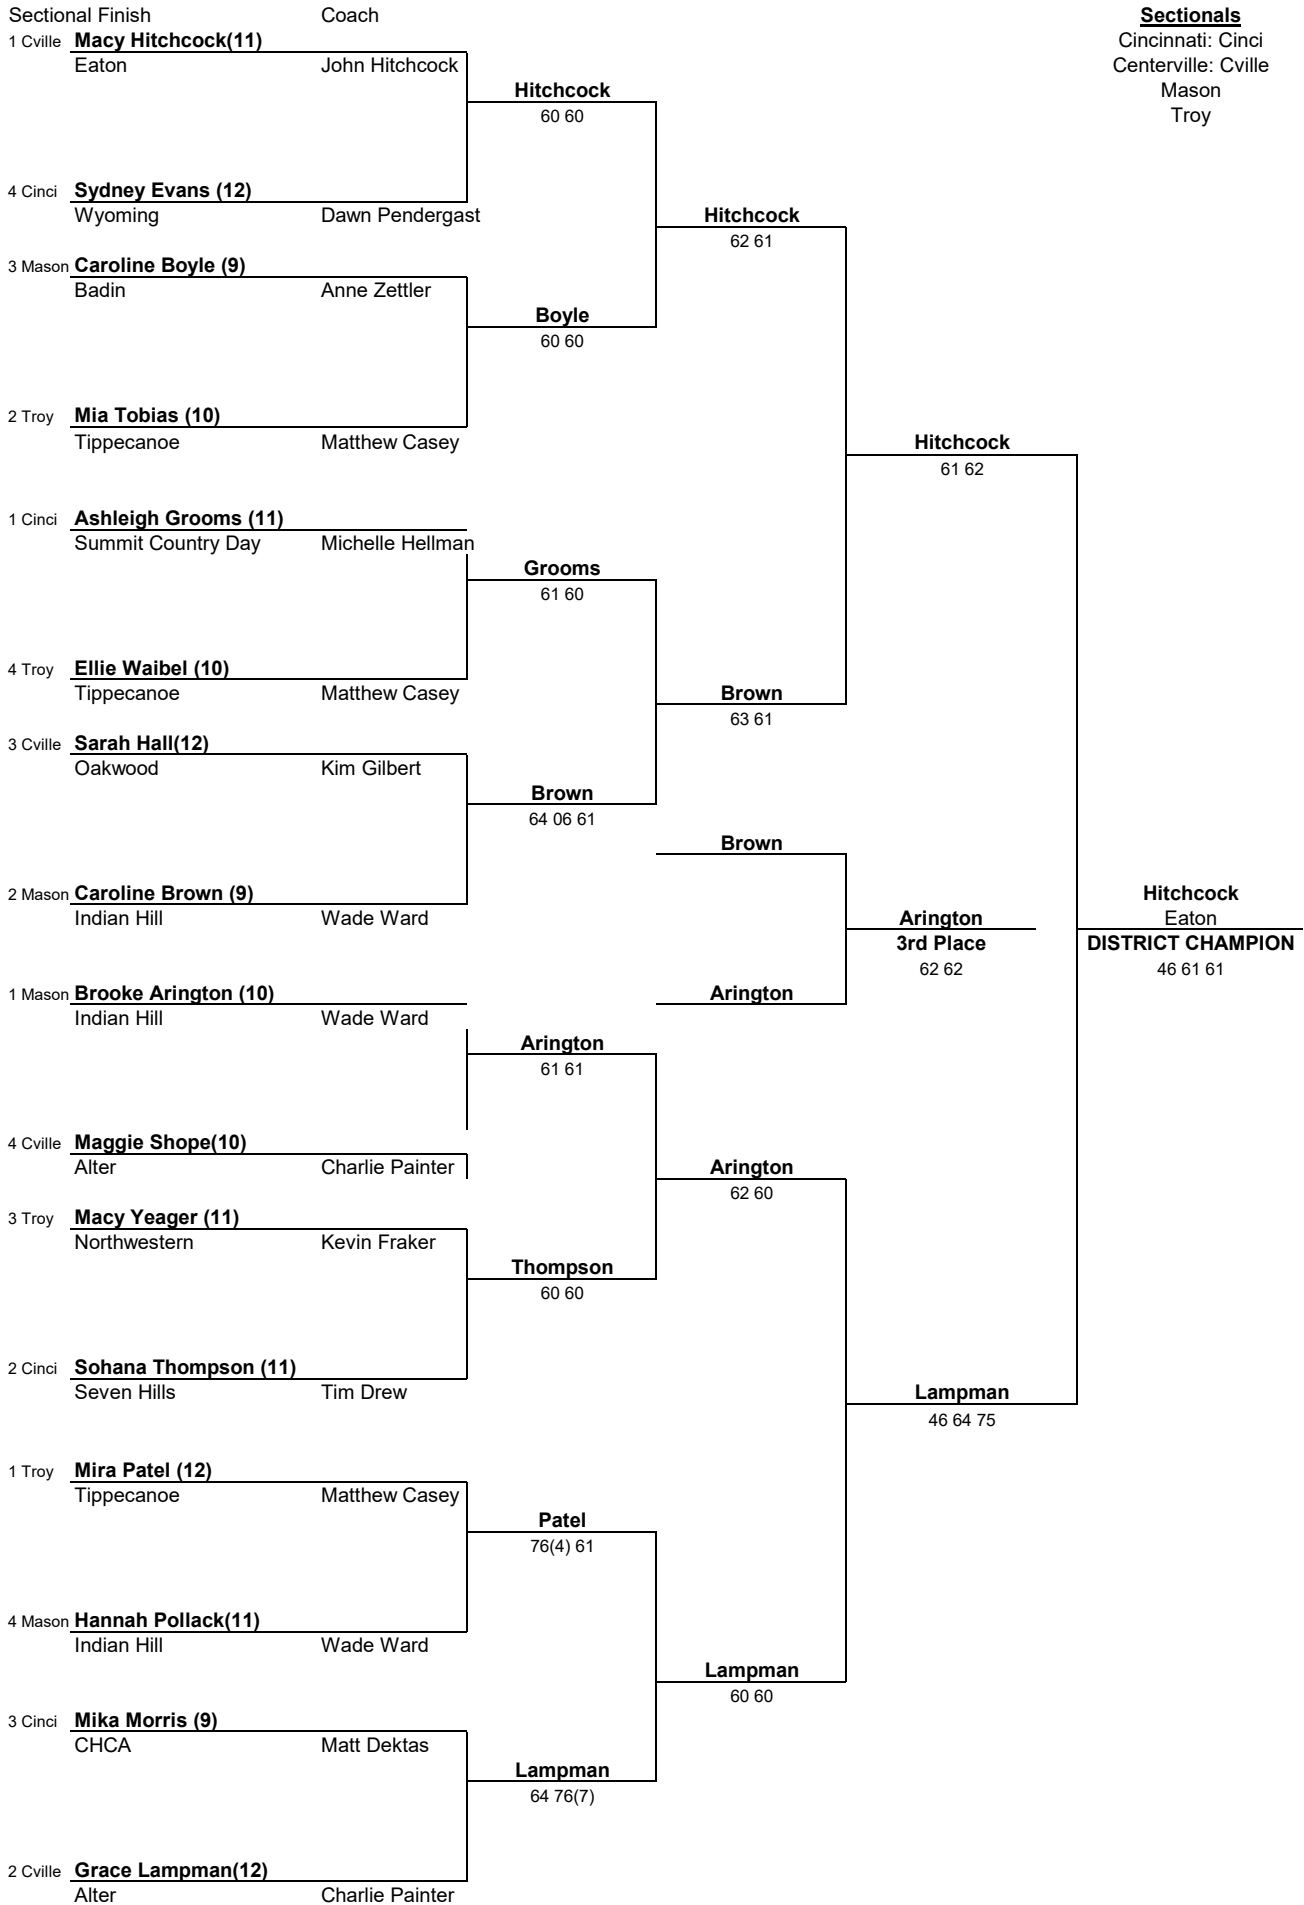 Sectional Finish Coach Sectionals
1 Cville Macy Hitchcock(11) Cincinnati: Cinci
Eaton John Hitchcock Centerville: Cville
Hitchcock Mason
60 60 Troy
4 Cinci Sydney Evans (12)
Wyoming Dawn Pendergast Hitchcock
62 61
3 Mason Caroline Boyle (9)
Badin Anne Zettler
Boyle
60 60
2 Troy Mia Tobias (10)
Tippecanoe Matthew Casey Hitchcock
61 62
1 Cinci Ashleigh Grooms (11)
Summit Country Day Michelle Hellman
Grooms
61 60
4 Troy Ellie Waibel (10)
Tippecanoe Matthew Casey Brown
63 61
3 Cville Sarah Hall(12)
Oakwood Kim Gilbert
Brown
64 06 61
Brown
2 Mason Caroline Brown (9) Hitchcock
Indian Hill Wade Ward Arington Eaton
3rd Place DISTRICT CHAMPION
62 62 46 61 61
1 Mason Brooke Arington (10) Arington
Indian Hill Wade Ward
Arington
61 61
4 Cville Maggie Shope(10)
Alter Charlie Painter Arington
62 60
3 Troy Macy Yeager (11)
Northwestern Kevin Fraker
Thompson
60 60
2 Cinci Sohana Thompson (11)
Seven Hills Tim Drew Lampman
46 64 75
1 Troy Mira Patel (12)
Tippecanoe Matthew Casey
Patel
76(4) 61
4 Mason Hannah Pollack(11)
Indian Hill Wade Ward
Lampman
60 60
3 Cinci Mika Morris (9)
CHCA Matt Dektas
Lampman
64 76(7)
2 Cville Grace Lampman(12)
Alter Charlie Painter